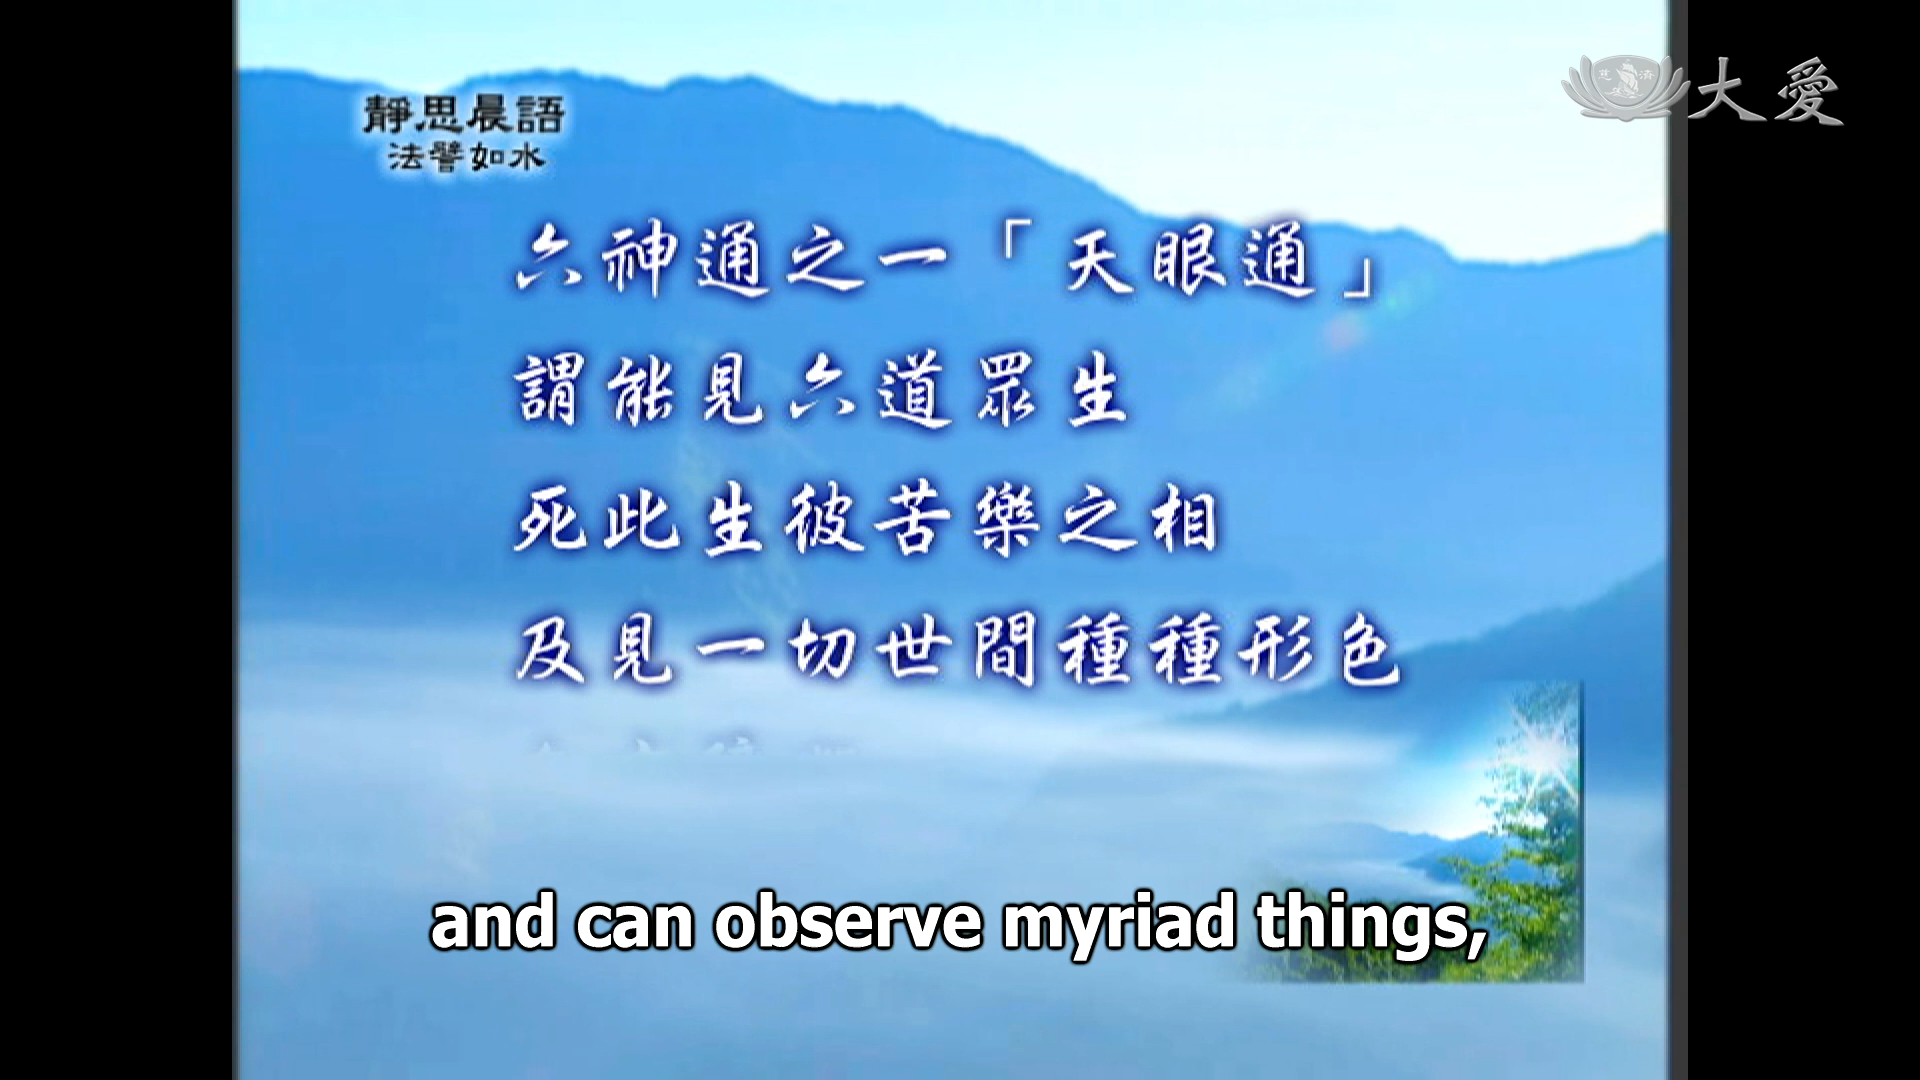 靜思晨語
法譬如水
慈濟
大愛
六神通之一「天眼通」
謂能見六道眾生
死此生彼苦樂之相
及見一切世間種種形色
and can observe myriad things,